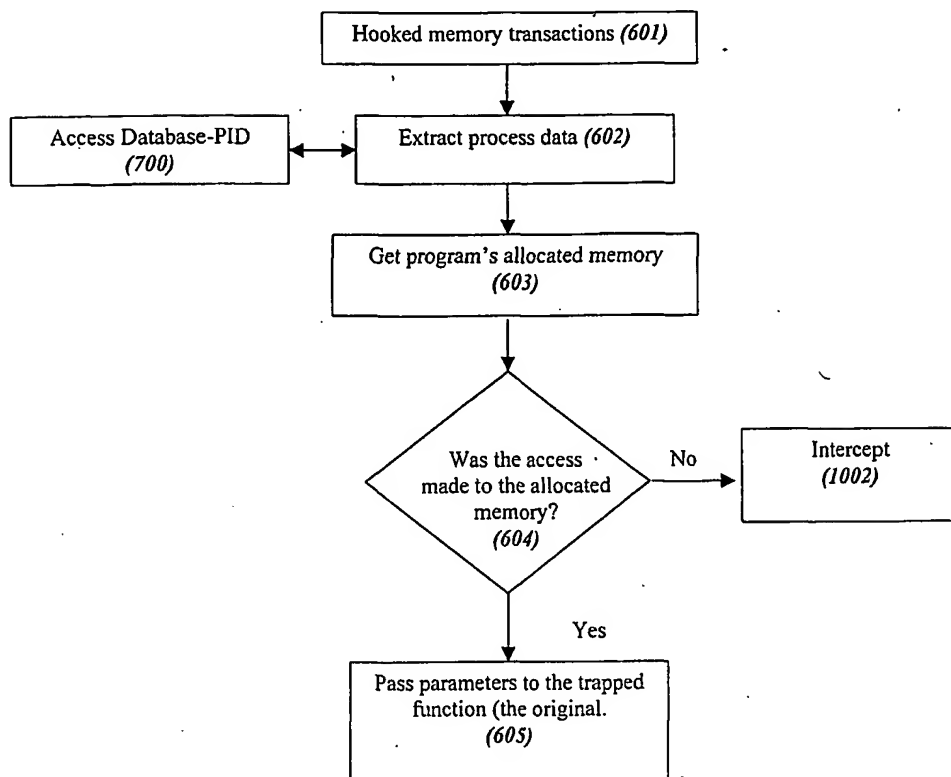 Hooked memory transactions (601)
Access Database-PID
(700)
Extract process data (602)
Get program's allocated memory
(603)
Was the access
made to the allocated
memory?
(604)
No
Intercept
(1002)
Yes
Pass parameters to the trapped
function (the original.
(605)